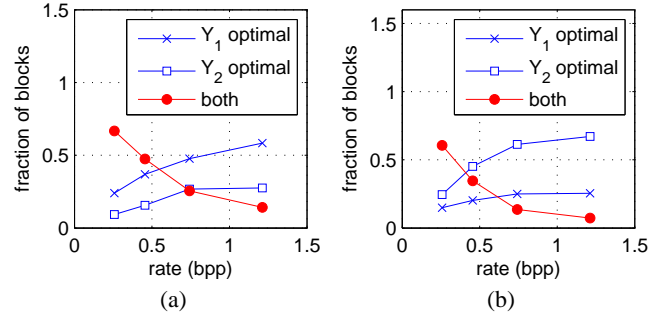 1.5
1
0.5
0
fraction of blocks
Y1 optimal
Y2 optimal
both
0 0.5 1 1.5
rate (bpp)
(a)
1.5
1
0.5
0
fraction of blocks
Y1 optimal
Y2 optimal
both
0 0.5 1 1.5
rate (bpp)
(b)